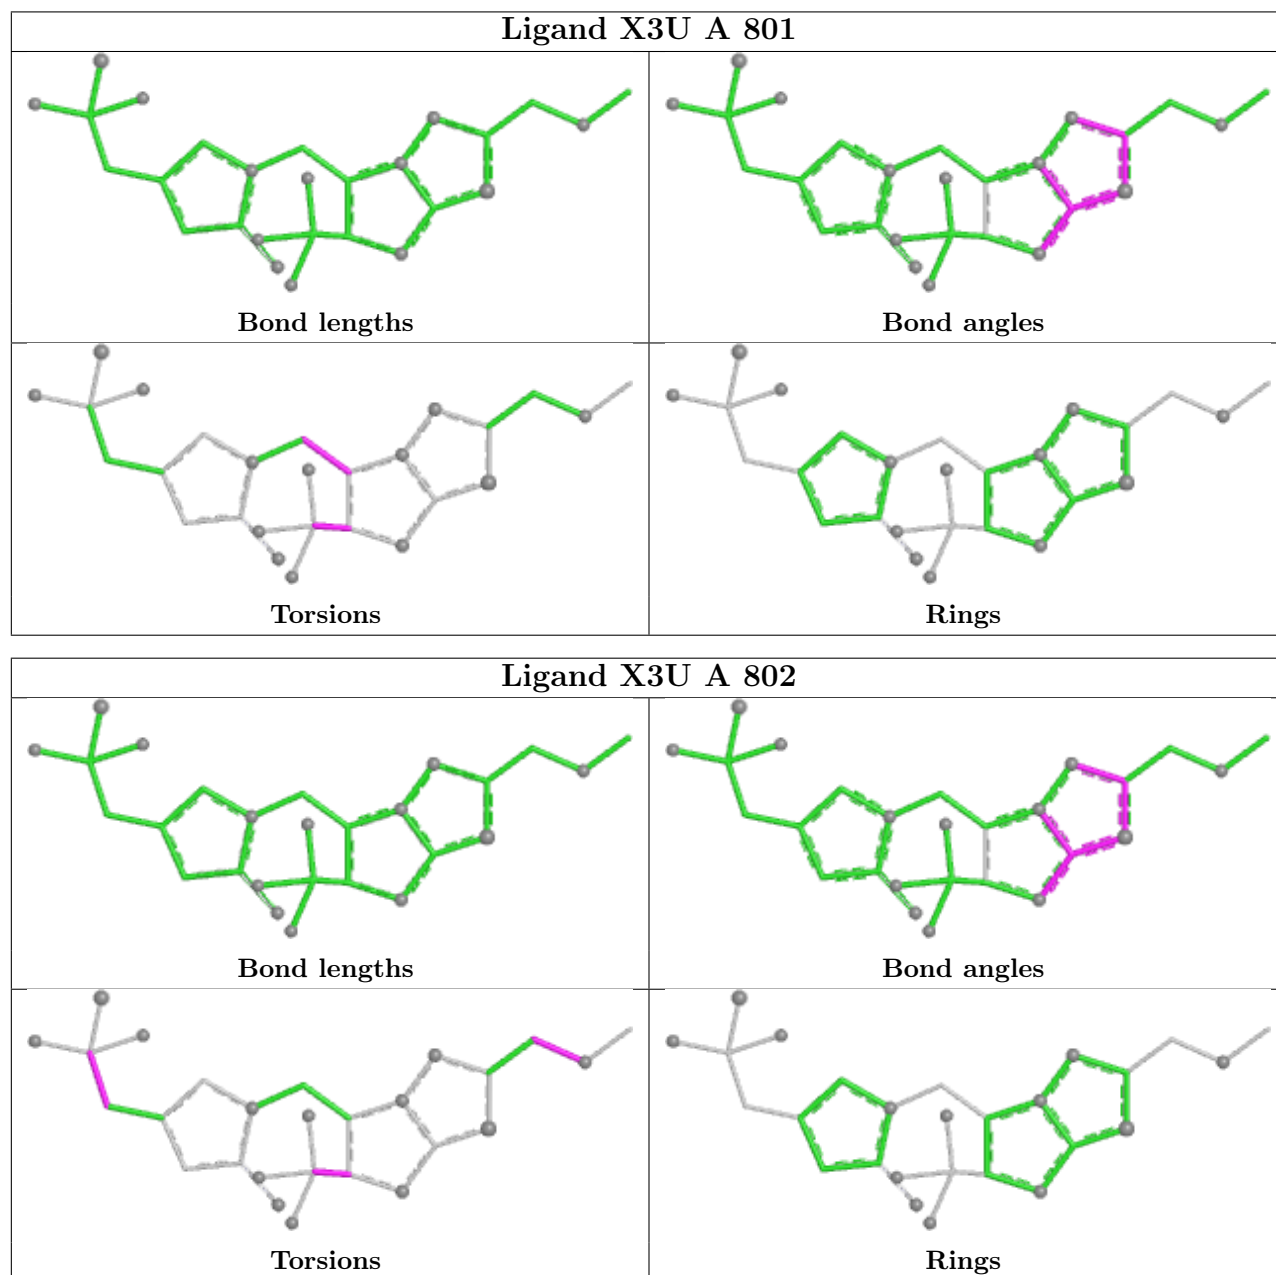 Ligand X3U A 801
Bond lengths
Bond angles
Torsions
Rings
Ligand X3U A 802
Bond lengths
Bond angles
Torsions
Rings